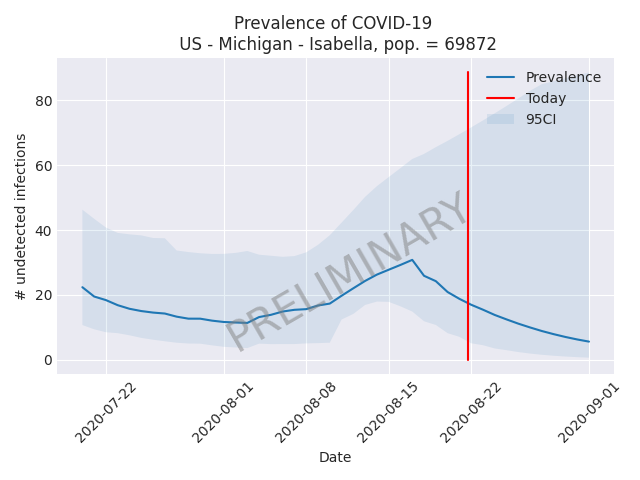 Prevalence of COVID-19
US - Michigan - Isabella, pop. = 69872
Prevalence
Today
95CI
80
60
40
20
0
# undetected infections
PRELIMINARY
2020-07-22
2020-08-01
2020-08-08
2020-08-15
2020-08-22
2020-09-01
Date